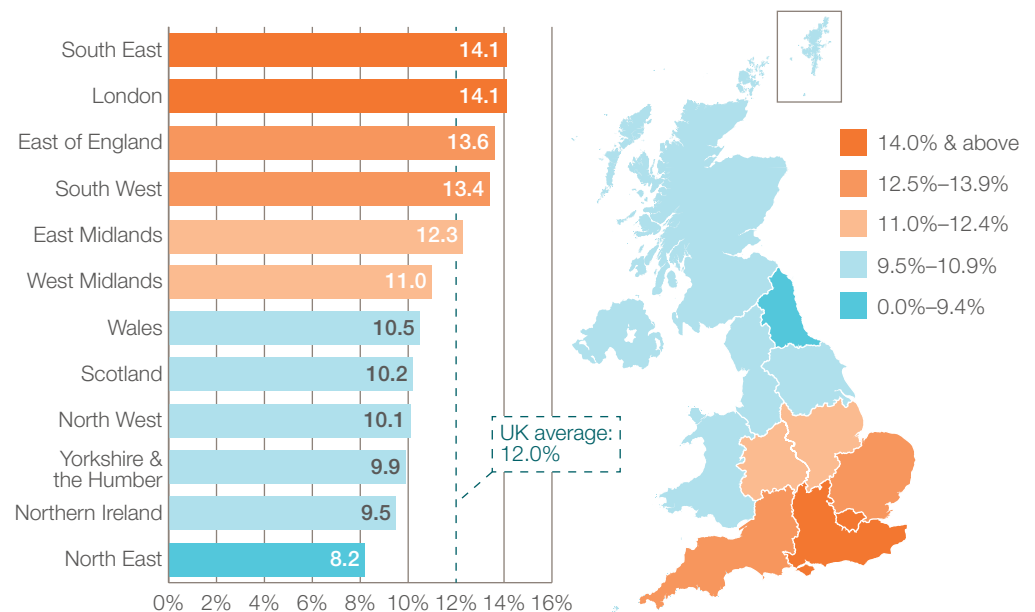 South East 14.1
London 14.1
East of England 13.6
South West 13.4
East Midlands 12.3
West Midlands 11.0
Wales 10.5
Scotland 10.2
North West 10.1
Yorkshire &
the Humber 9.9
Northern Ireland 9.5
North East 8.2
0% 2% 4% 6% 8% 10% 12% 14% 16%
UK average:
12.0%
14.0% & above
12.5%–13.9%
11.0%–12.4%
9.5%–10.9%
0.0%–9.4%